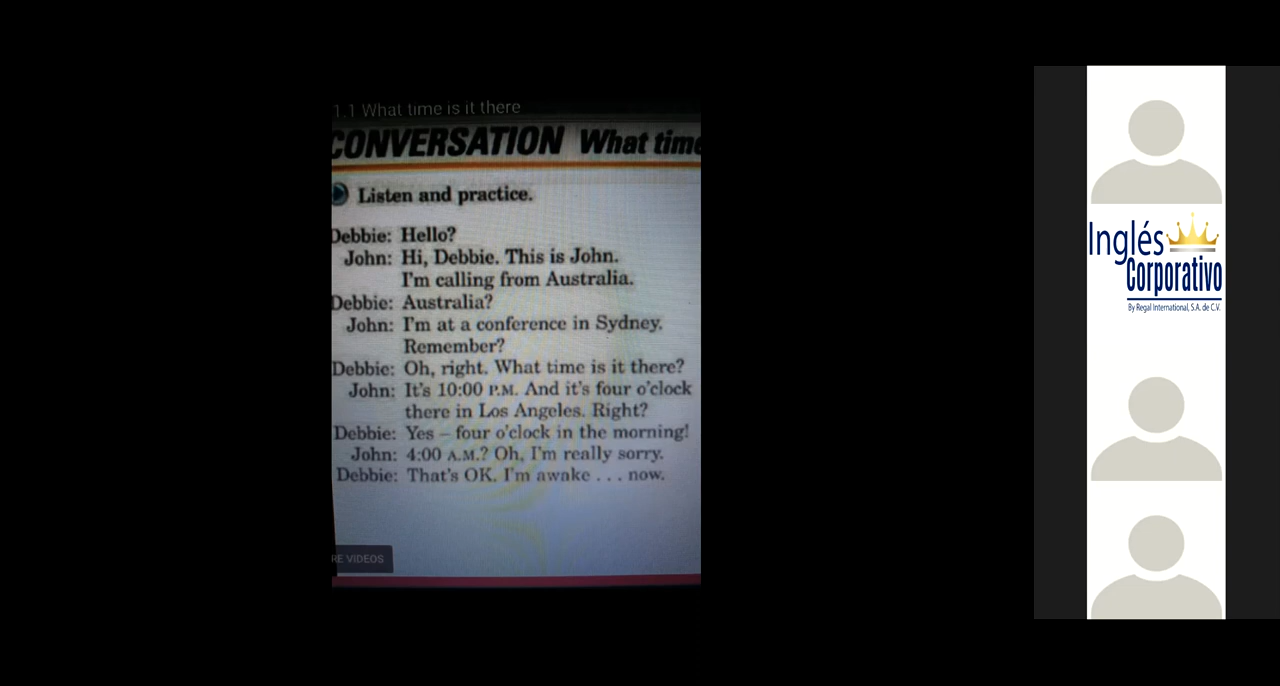 1.1 What time is it there
CONVERSATION What time
Listen and practice.
Debbie: Hello?
John: Hi, Debbie. This is John.
I'm calling from Australia.
Debbie: Australia?
John: I'm at a conference in Sydney.
Remember?
Debbie: Oh, right. What time is it there?
John: It's 10:00 P.M. And it's four o'clock
there in Los Angeles. Right?
Debbie: Yes – four o'clock in the morning!
John: 4:00 A.M.? Oh, I'm really sorry.
Debbie: That's OK. I'm awake . . . now.
RE VIDEOS
Inglés
Corporativo
By Regal International, S.A. de C.V.